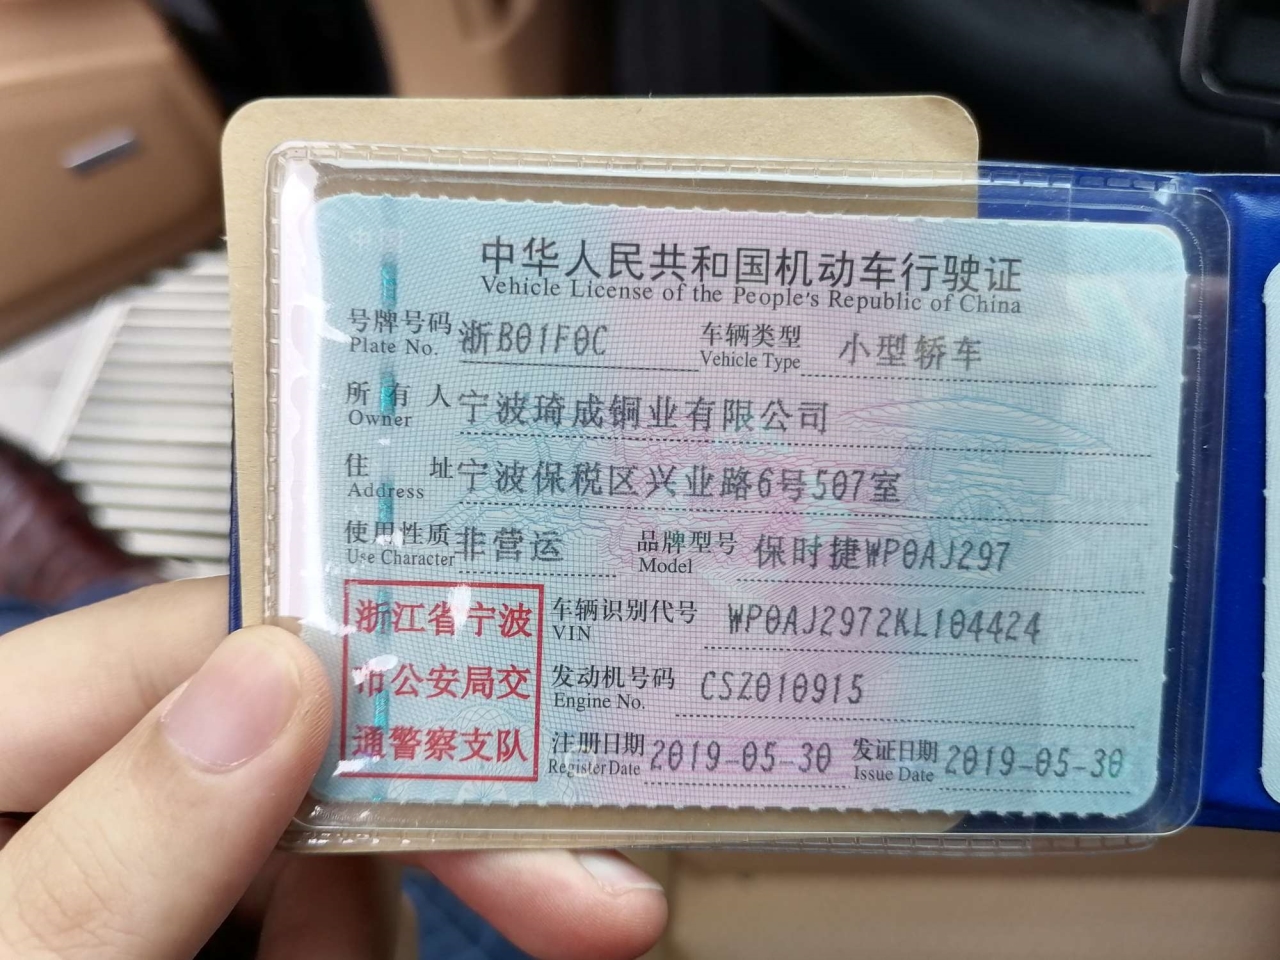 中华人民共和国机动车行驶证
Vehicle License of the People's Republic of China
号牌号码 浙B01F0C 车辆类型 小型轿车
Plate No. Vehicle Type
所有人 宁波琦成铜业有限公司
Owner
住址 宁波保税区兴业路6号507室
Address
使用性质 非营运 品牌型号 保时捷WP0AJ297
Use Character Model
浙江省宁波
市公安局交
通警察支队
车辆识别代号 WP0AJ2972KL104424
VIN
发动机号码 CSZ010915
Engine No.
注册日期 2019-05-30 发证日期 2019-05-30
Register Date Issue Date